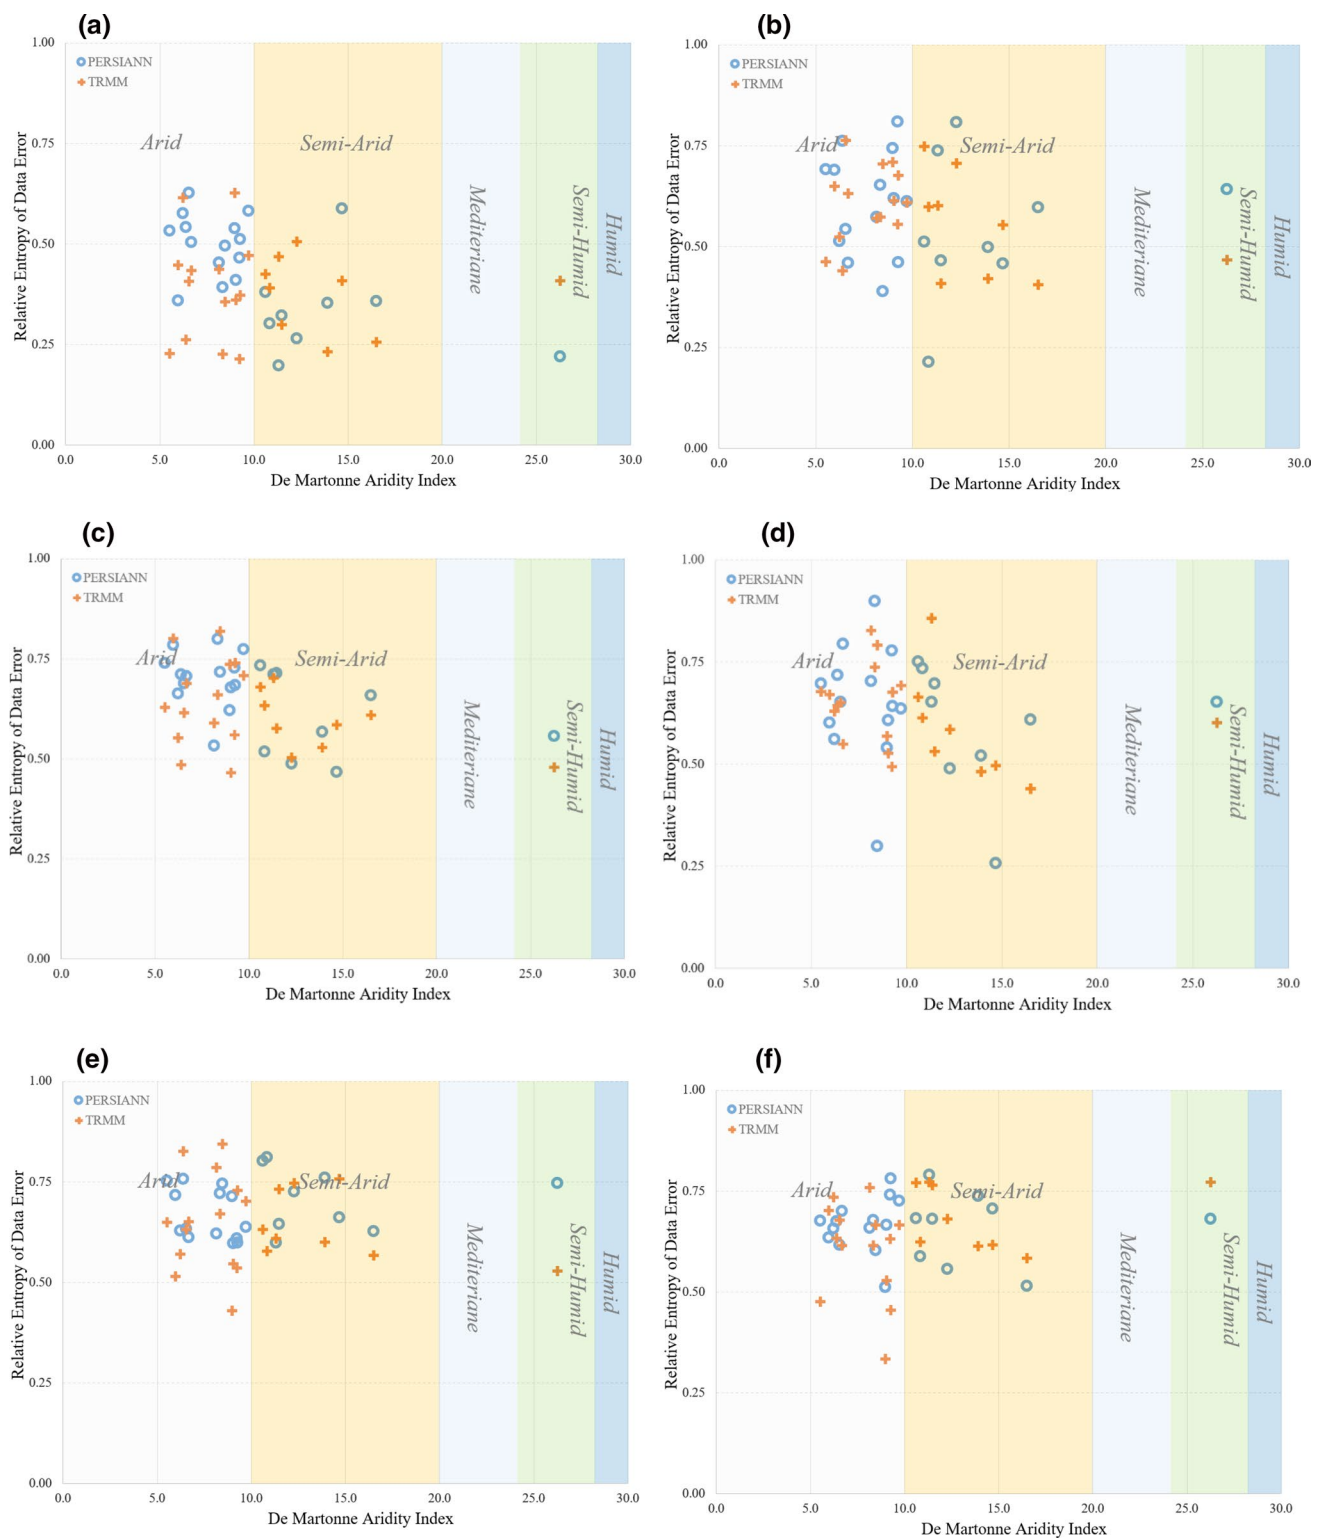 (a)
1.00
PERSIANN
TRMM
0.75
Arid
Semi-Arid
Relative Entropy of Data Error
0.50
Mediteriane
Semi-Humid
Humid
0.25
0.00
0.0 5.0 10.0 15.0 20.0 25.0 30.0
De Martonne Aridity Index
(b)
1.00
PERSIANN
TRMM
0.75
Arid
Semi-Arid
Relative Entropy of Data Error
0.50
Mediteriane
Semi-Humid
Humid
0.25
0.00
0.0 5.0 10.0 15.0 20.0 25.0 30.0
De Martonne Aridity Index
(c)
1.00
PERSIANN
TRMM
0.75
Arid
Semi-Arid
Relative Entropy of Data Error
0.50
Mediteriane
Semi-Humid
Humid
0.25
0.00
0.0 5.0 10.0 15.0 20.0 25.0 30.0
De Martonne Aridity Index
(d)
1.00
PERSIANN
TRMM
0.75
Arid
Semi-Arid
Relative Entropy of Data Error
0.50
Mediteriane
Semi-Humid
Humid
0.25
0.00
0.0 5.0 10.0 15.0 20.0 25.0 30.0
De Martonne Aridity Index
(e)
1.00
PERSIANN
TRMM
0.75
Arid
Semi-Arid
Relative Entropy of Data Error
0.50
Mediteriane
Semi-Humid
Humid
0.25
0.00
0.0 5.0 10.0 15.0 20.0 25.0 30.0
De Martonne Aridity Index
(f)
1.00
PERSIANN
TRMM
0.75
Arid
Semi-Arid
Relative Entropy of Data Error
0.50
Mediteriane
Semi-Humid
Humid
0.25
0.00
0.0 5.0 10.0 15.0 20.0 25.0 30.0
De Martonne Aridity Index